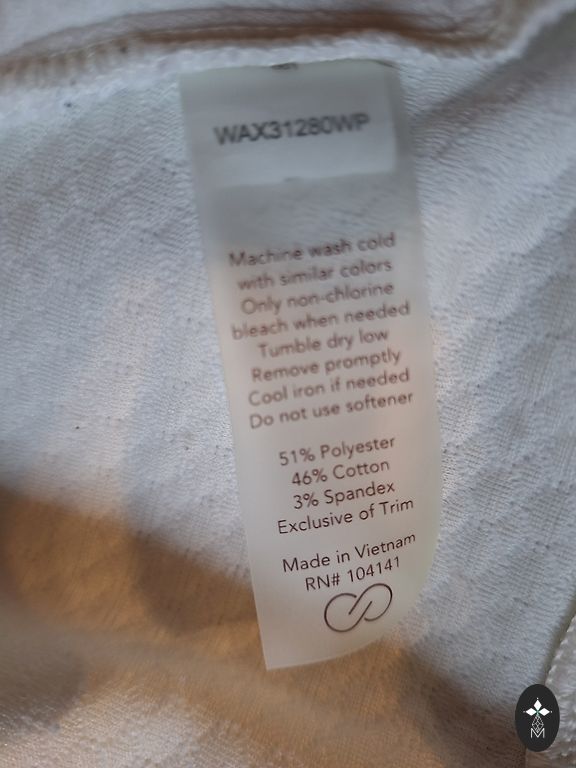 WAX31280WP
Machine wash cold
with similar colors
Only non-chlorine
bleach when needed
Tumble dry low
Remove promptly
Cool iron if needed
Do not use softener
51% Polyester
46% Cotton
3% Spandex
Exclusive of Trim
Made in Vietnam
RN# 104141
M